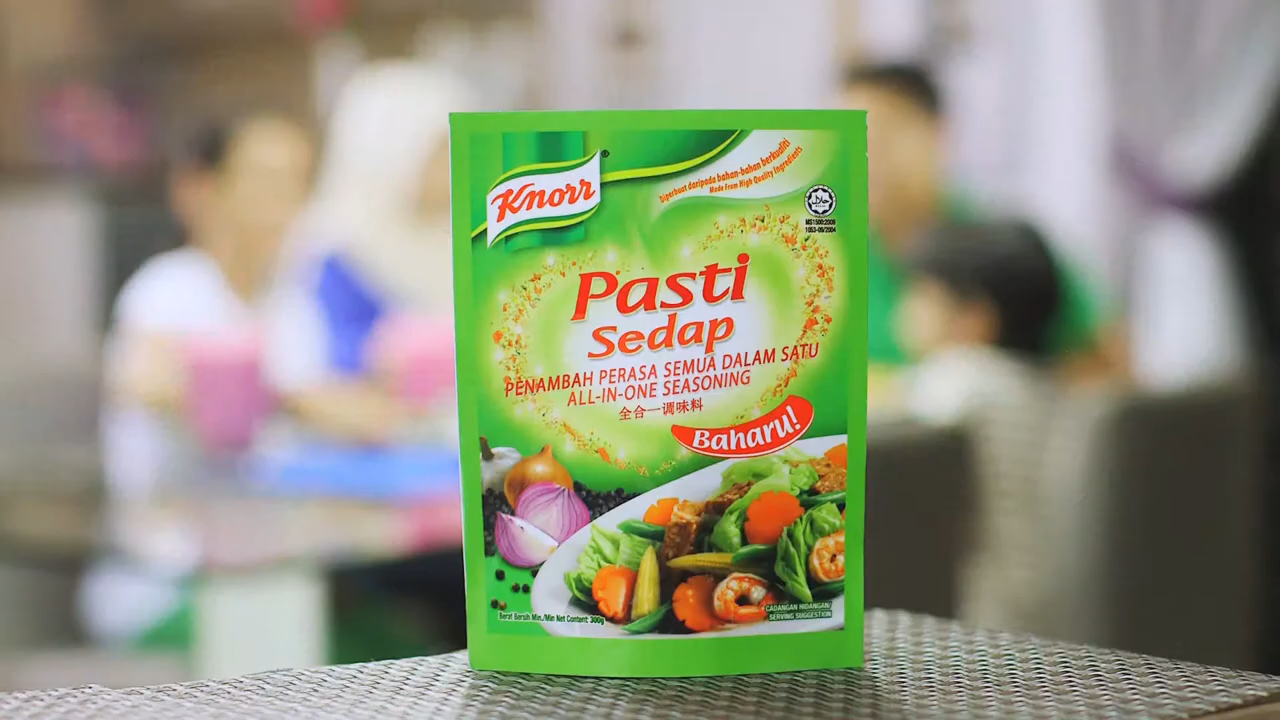 Knorr®
Diperbuat daripada bahan-bahan berkualiti
Made From High Quality Ingredients
حلال
MS1500:2009
1053-09/2004
Pasti
Sedap
PENAMBAH PERASA SEMUA DALAM SATU
ALL-IN-ONE SEASONING
全合一调味料
Baharu!
Berat Bersih Min./Min Net Content: 300g
CADANGAN HIDANGAN/
SERVING SUGGESTION